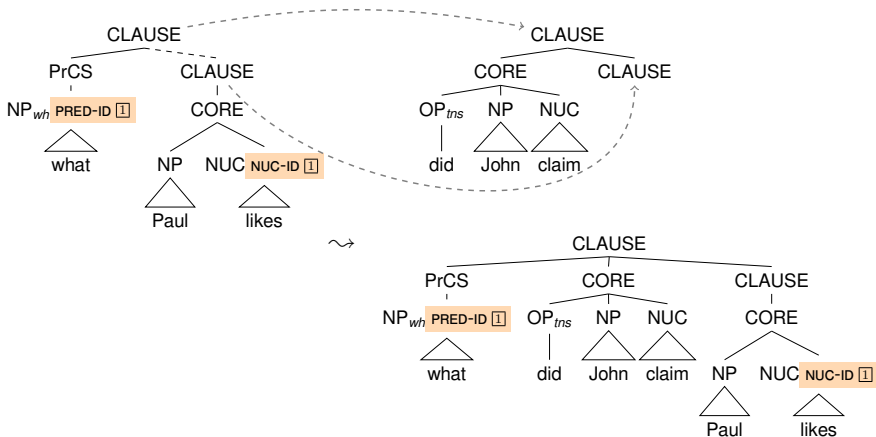 CLAUSE CLAUSE
PrCS CLAUSE CORE CLAUSE
NPwh PRED-ID 1 CORE OPtns NP NUC
what NP NUC NUC-ID 1 did John claim
Paul likes
⤳ CLAUSE
PrCS CORE CLAUSE
NPwh PRED-ID 1 OPtns NP NUC CORE
what did John claim NP NUC NUC-ID 1
Paul likes